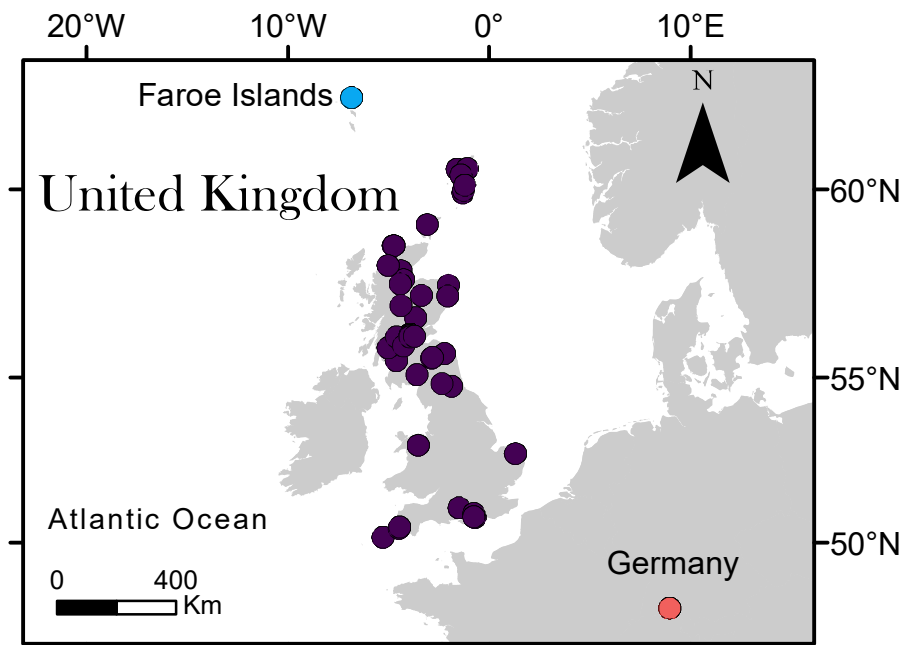 20°W 10°W 0° 10°E
N
Faroe Islands
United Kingdom
60°N
55°N
Atlantic Ocean
50°N
Germany
0 400
Km